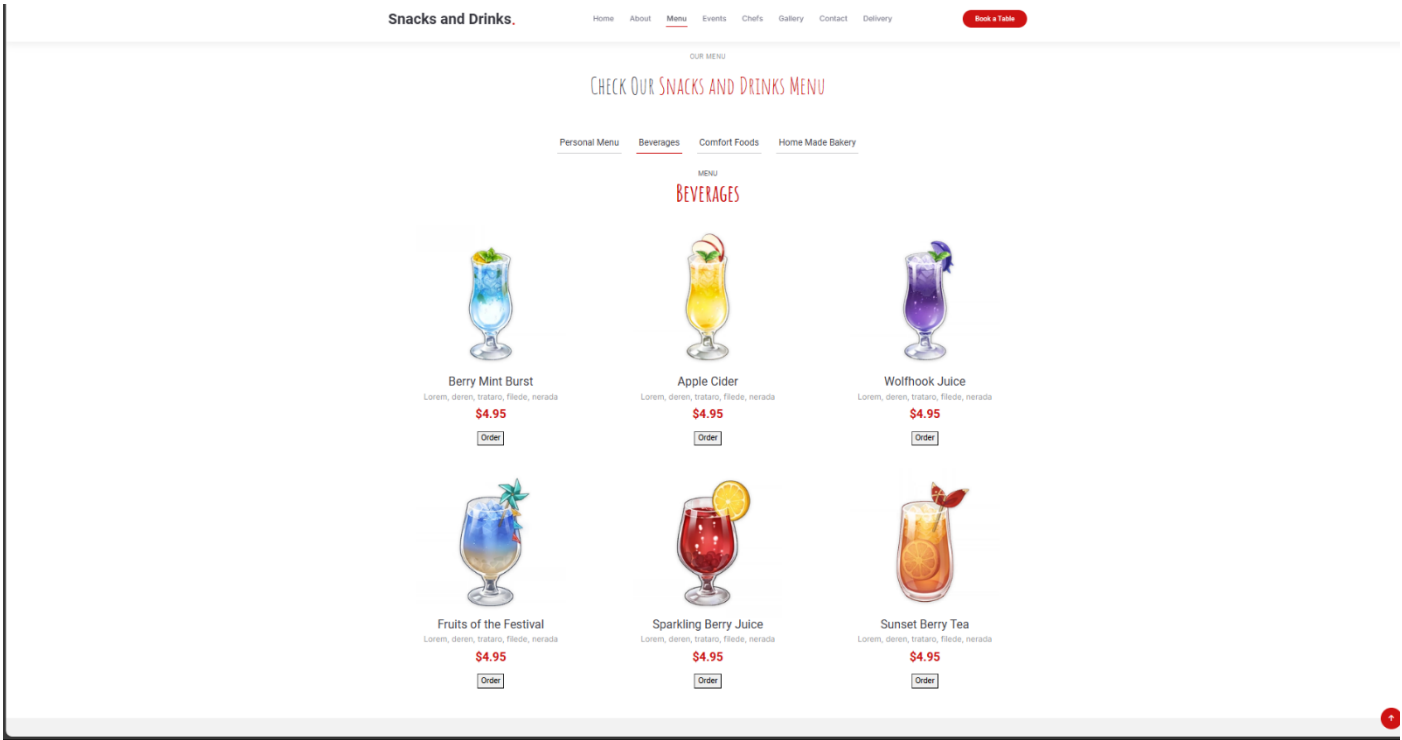 Snacks and Drinks. Home About Menu Events Chefs Gallery Contact Delivery Book a Table
OUR MENU
Check Our Snacks and Drinks Menu
Personal Menu Beverages Comfort Foods Home Made Bakery
MENU
Beverages
Berry Mint Burst Apple Cider Wolfhook Juice
Lorem, deren, trataro, filede, nerada Lorem, deren, trataro, filede, nerada Lorem, deren, trataro, filede, nerada
$4.95 $4.95 $4.95
Order Order Order
Fruits of the Festival Sparkling Berry Juice Sunset Berry Tea
Lorem, deren, trataro, filede, nerada Lorem, deren, trataro, filede, nerada Lorem, deren, trataro, filede, nerada
$4.95 $4.95 $4.95
Order Order Order